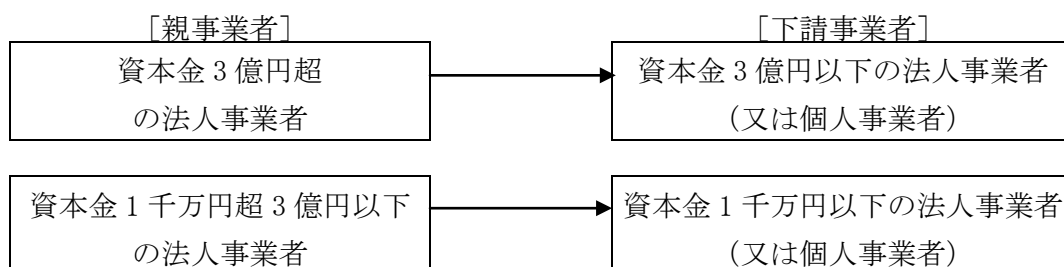 ［親事業者］
［下請事業者］
資本金３億円超
の法人事業者
資本金３億円以下の法人事業者
（又は個人事業者）
資本金１千万円超３億円以下
の法人事業者
資本金１千万円以下の法人事業者
（又は個人事業者）